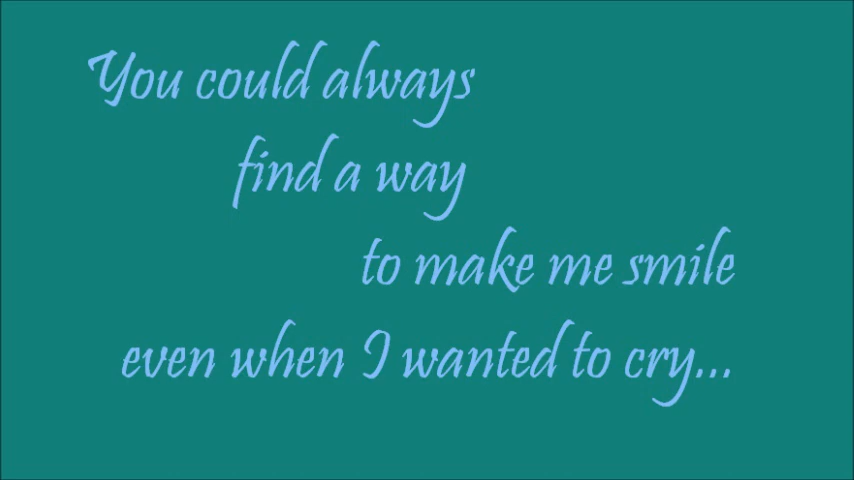 You could always
find a way
to make me smile
even when I wanted to cry...